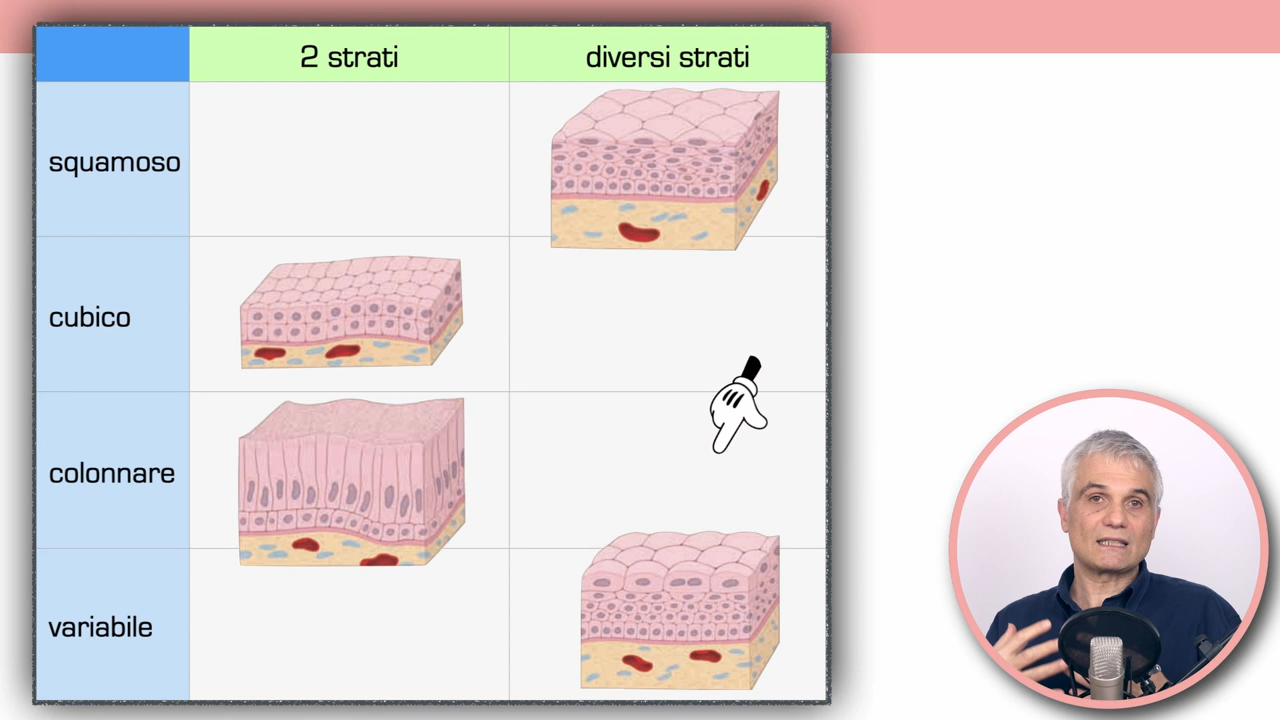 2 strati
diversi strati
squamoso
cubico
colonnare
variabile